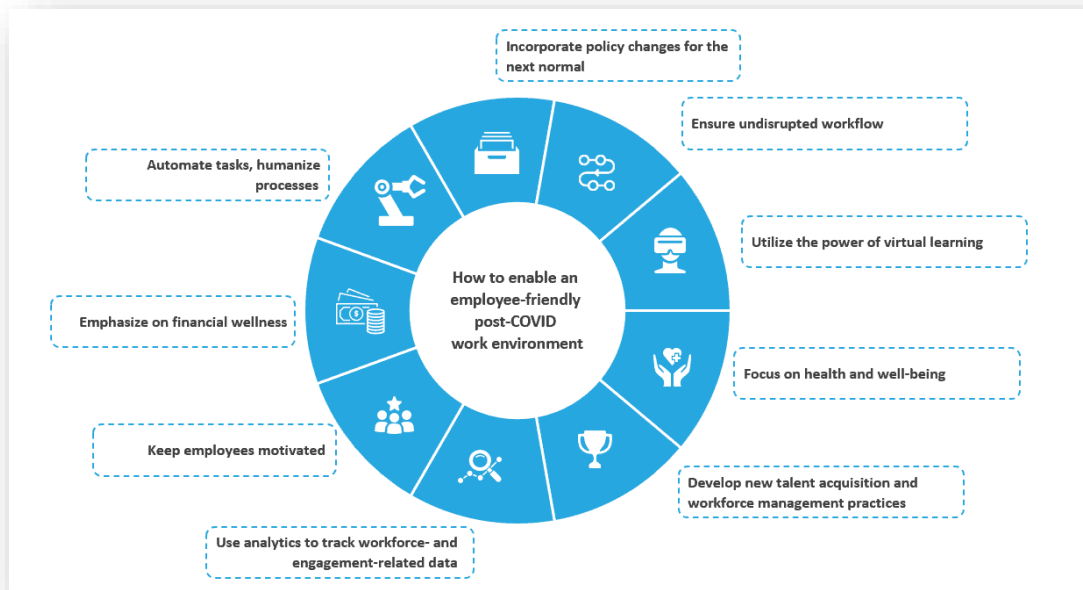 Incorporate policy changes for the
next normal
Ensure undisrupted workflow
Automate tasks, humanize
processes
Utilize the power of virtual learning
How to enable an
employee-friendly
post-COVID
work environment
Emphasize on financial wellness
Focus on health and well-being
Keep employees motivated
Develop new talent acquisition and
workforce management practices
Use analytics to track workforce- and
engagement-related data